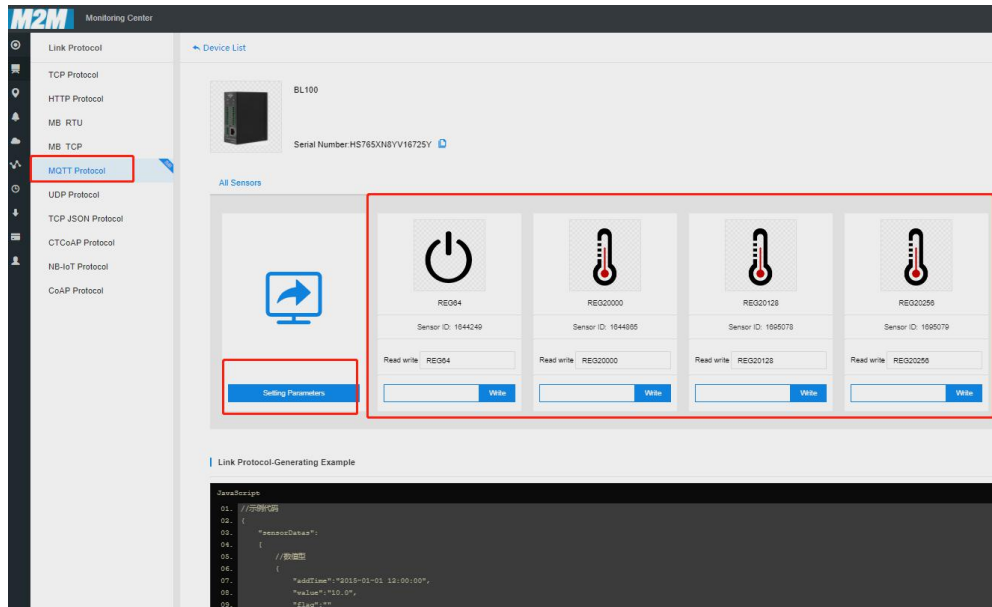 M2M Monitoring Center
Link Protocol
Device List
TCP Protocol
HTTP Protocol
MB RTU
MB TCP
MQTT Protocol
UDP Protocol
TCP JSON Protocol
CTCoAP Protocol
NB-IoT Protocol
CoAP Protocol
BL100
Serial Number:HS765XN8YV16725Y
All Sensors
Setting Parameters
REG64
Sensor ID: 1644249
Read write REG64
Write
REG20000
Sensor ID: 1644865
Read write REG20000
Write
REG20128
Sensor ID: 1695078
Read write REG20128
Write
REG20256
Sensor ID: 1695079
Read write REG20256
Write
Link Protocol-Generating Example
JavaScript
01. //示例代码
02. {
03. "sensorDatas":
04. [
05. //数值型
06. {
07. "addTime":"2015-01-01 12:00:00",
08. "value":"10.0",
09. "flag":""